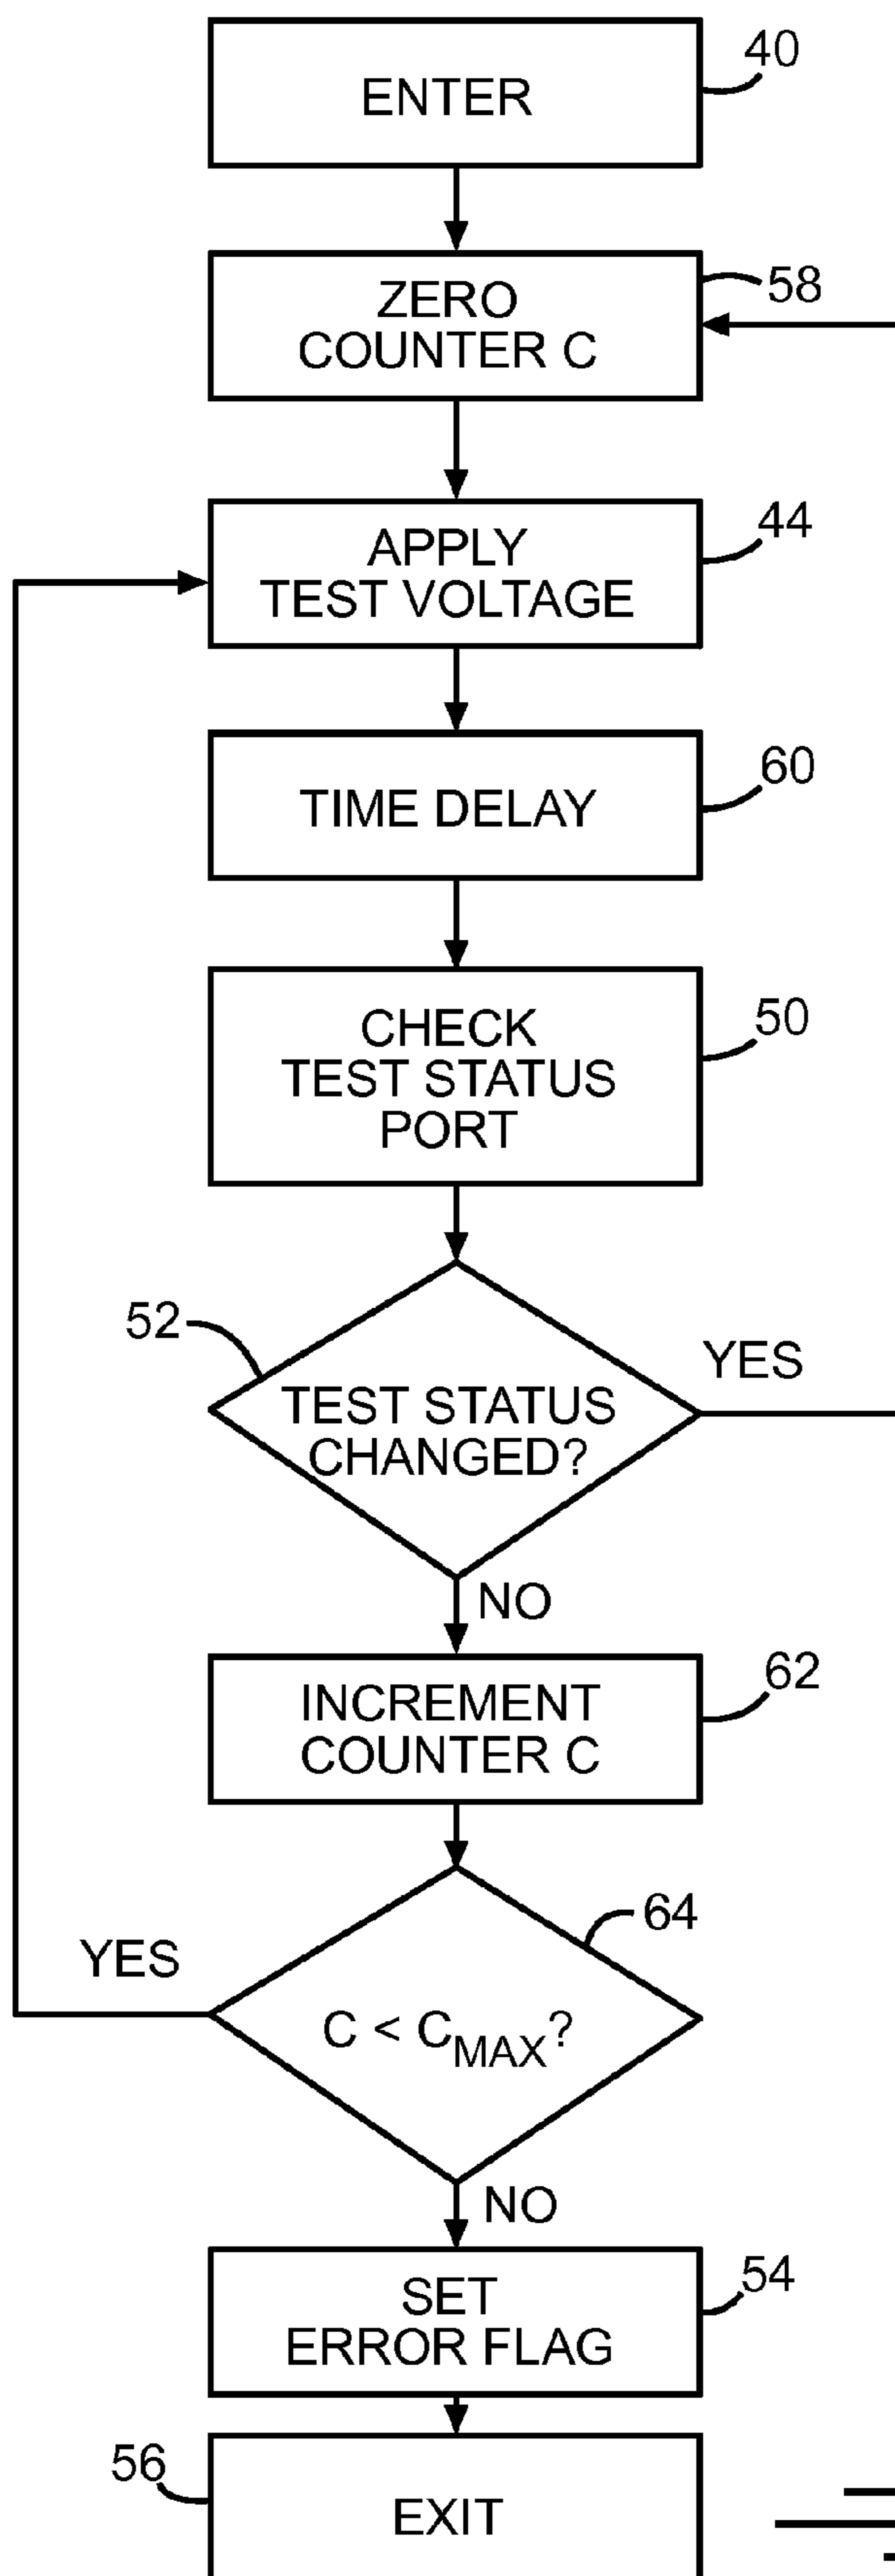 ENTER
40
ZERO
COUNTER C
58
APPLY
TEST VOLTAGE
44
TIME DELAY
60
CHECK
TEST STATUS
PORT
50
52
TEST STATUS
CHANGED?
YES
NO
INCREMENT
COUNTER C
62
64
YES
C < CMAX?
NO
SET
ERROR FLAG
54
56
EXIT